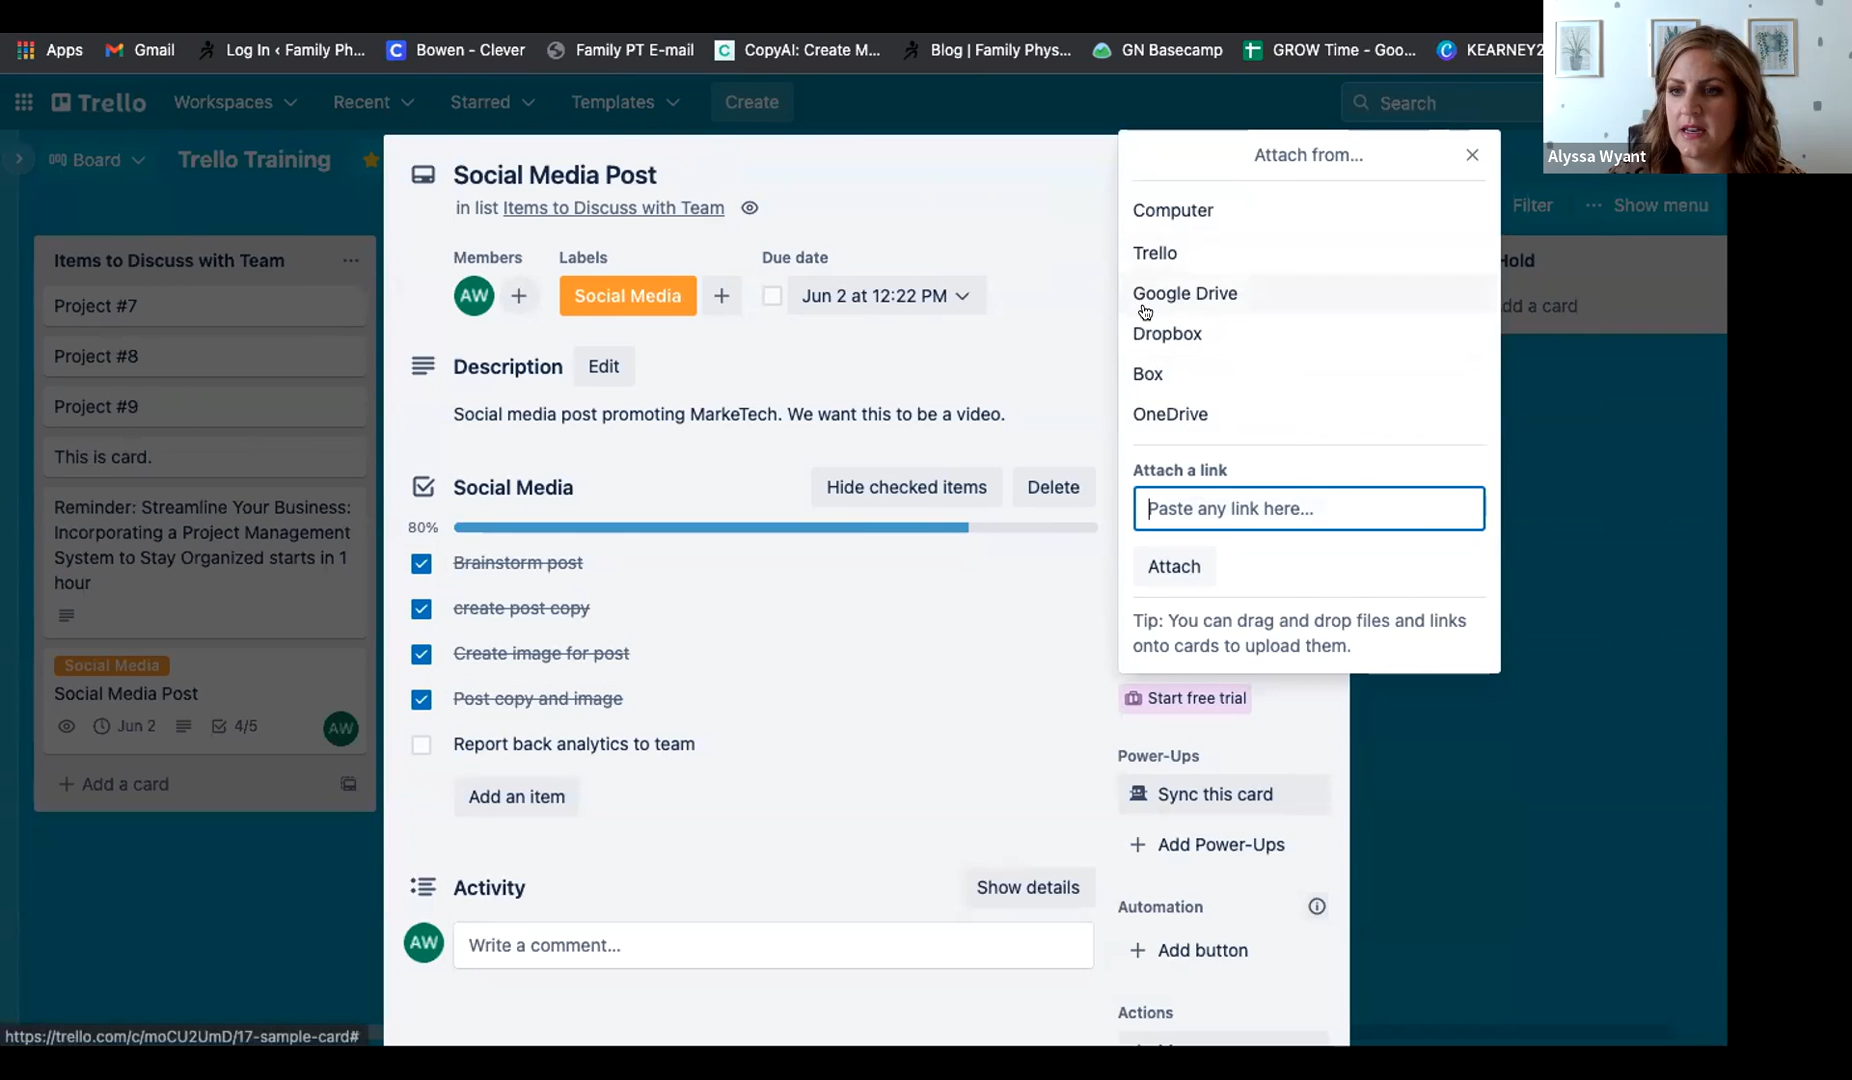 Apps
Gmail
Log In ‹ Family Ph...
Bowen - Clever
Family PT E-mail
CopyAI: Create M...
Blog | Family Phys...
GN Basecamp
GROW Time - Goo...
KEARNEY2
Trello
Workspaces
Recent
Starred
Templates
Create
Search
Alyssa Wyant
Board
Trello Training
Filter
Show menu
Items to Discuss with Team
Project #7
Project #8
Project #9
This is card.
Reminder: Streamline Your Business:
Incorporating a Project Management
System to Stay Organized starts in 1
hour
Social Media
Social Media Post
Jun 2
4/5
AW
+ Add a card
Social Media Post
in list Items to Discuss with Team
Members
Labels
Due date
AW
+
Social Media
+
Jun 2 at 12:22 PM
Description
Edit
Social media post promoting MarkeTech. We want this to be a video.
Social Media
Hide checked items
Delete
80%
Brainstorm post
create post copy
Create image for post
Post copy and image
Report back analytics to team
Add an item
Activity
Show details
AW
Write a comment...
Attach from...
Computer
Trello
Google Drive
Dropbox
Box
OneDrive
Attach a link
Paste any link here...
Attach
Tip: You can drag and drop files and links
onto cards to upload them.
Start free trial
Power-Ups
Sync this card
+ Add Power-Ups
Automation
+ Add button
Actions
Hold
dd a card
https://trello.com/c/moCU2UmD/17-sample-card#